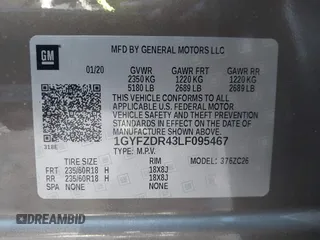 GM
MFD BY GENERAL MOTORS LLC
01/20 GVWR GAWR FRT GAWR RR
2350 KG 1220 KG 1220 KG
5180 LB 2689 LB 2689 LB
THIS VEHICLE CONFORMS TO ALL
APPLICABLE U.S. FEDERAL MOTOR
VEHICLE SAFETY, BUMPER, AND THEFT
PREVENTION STANDARDS IN EFFECT ON THE
DATE OF MANUFACTURE SHOWN ABOVE.
1GYFZDR43LF095467
TYPE: M.P.V. MODEL:
TIRE SIZE RIM
FRT 235/60R18 H 18X8J
RR 235/60R18 H 18X8J
SPA NONE NONE
DREAMBID